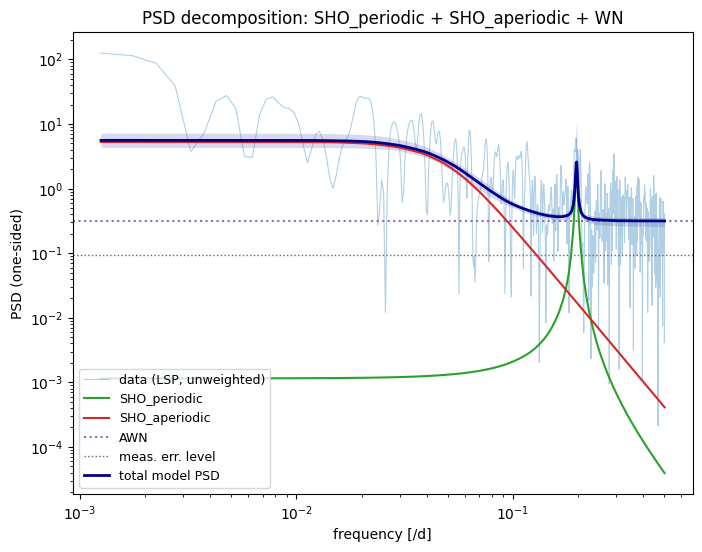 PSD decomposition: SHO_periodic + SHO_aperiodic + WN
PSD (one-sided)
10²
10¹
10⁰
10⁻¹
10⁻²
10⁻³
10⁻⁴
data (LSP, unweighted)
SHO_periodic
SHO_aperiodic
AWN
meas. err. level
total model PSD
10⁻³
10⁻²
10⁻¹
frequency [/d]